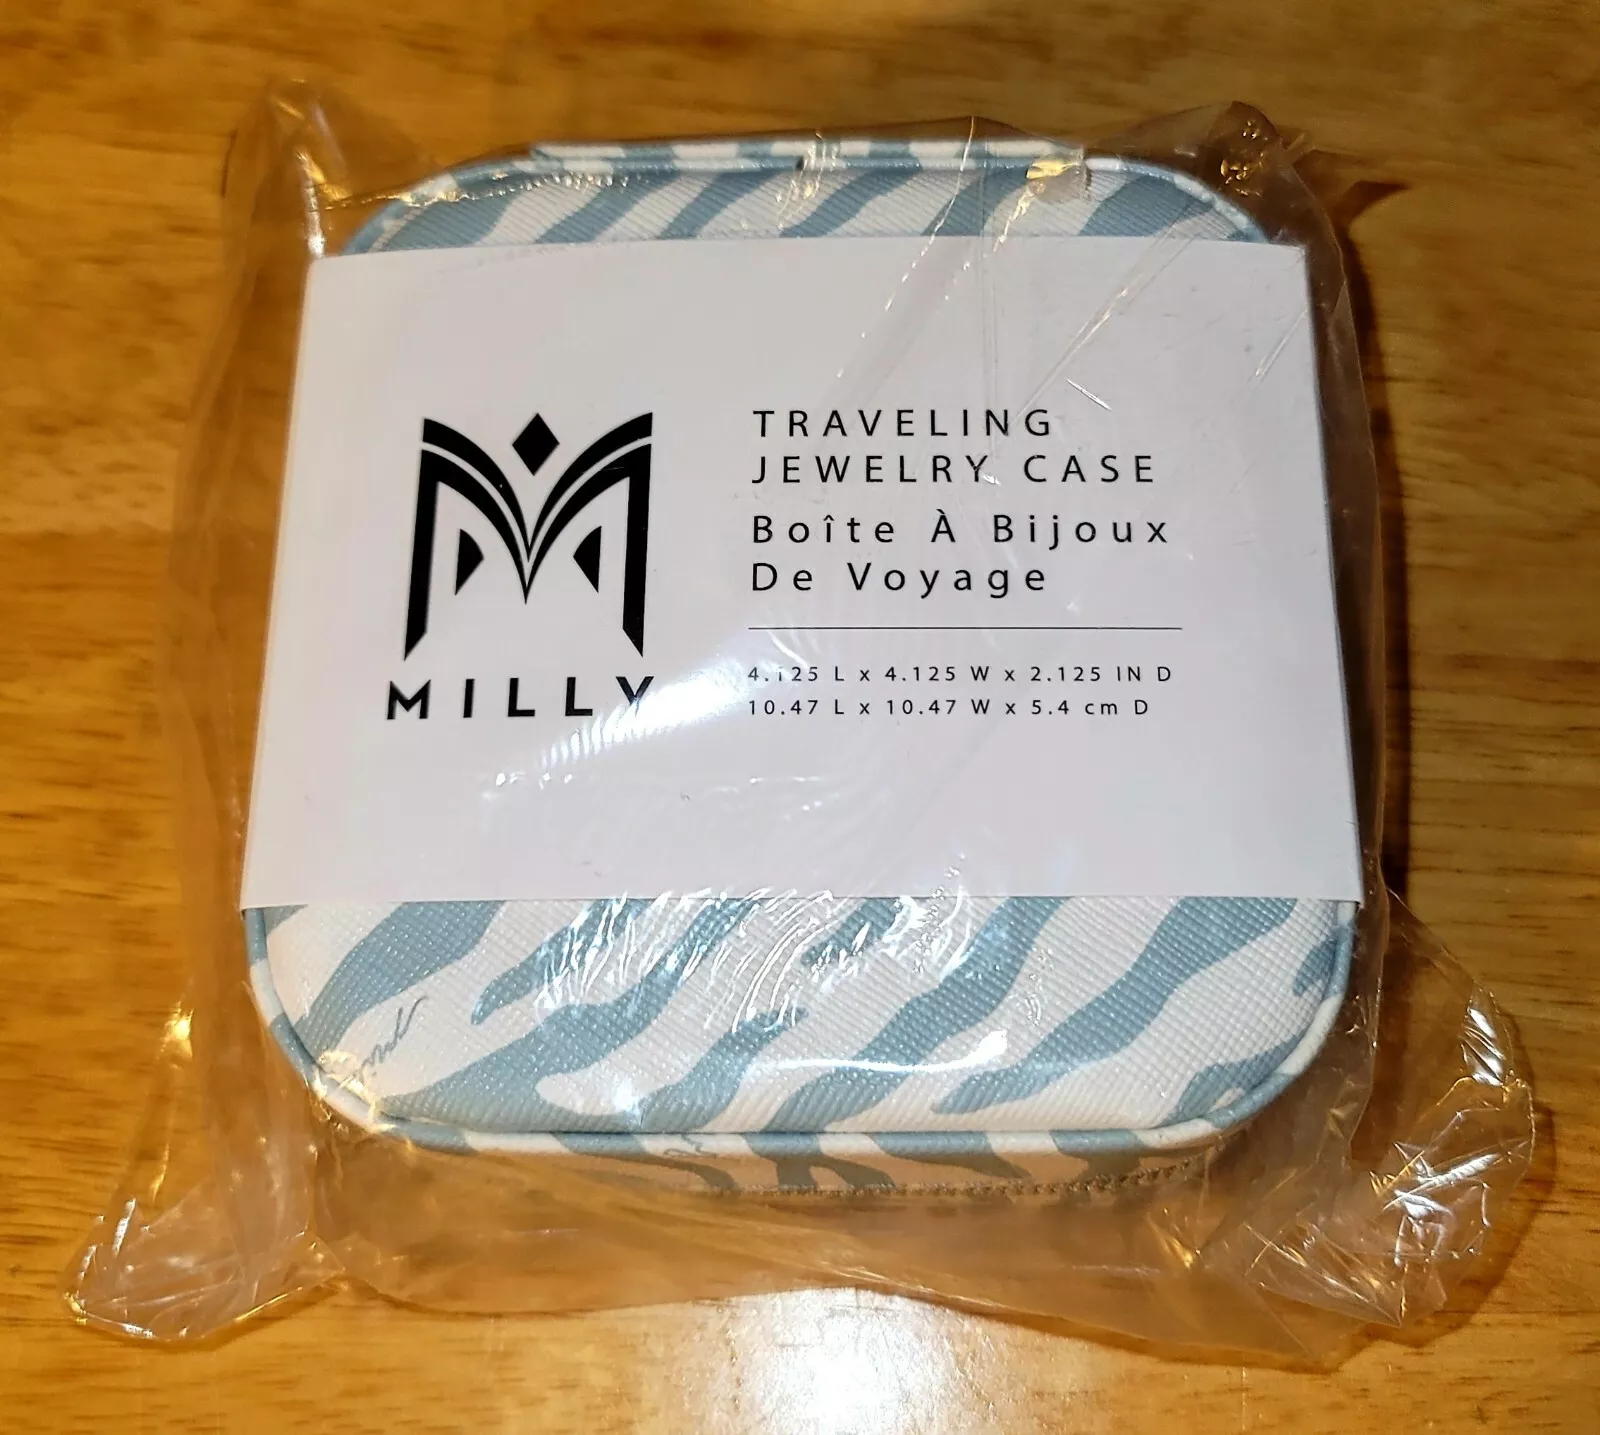 MILLY
TRAVELING
JEWELRY CASE
Boîte À Bijoux
De Voyage
4.125 L x 4.125 W x 2.125 IN D
10.47 L x 10.47 W x 5.4 cm D